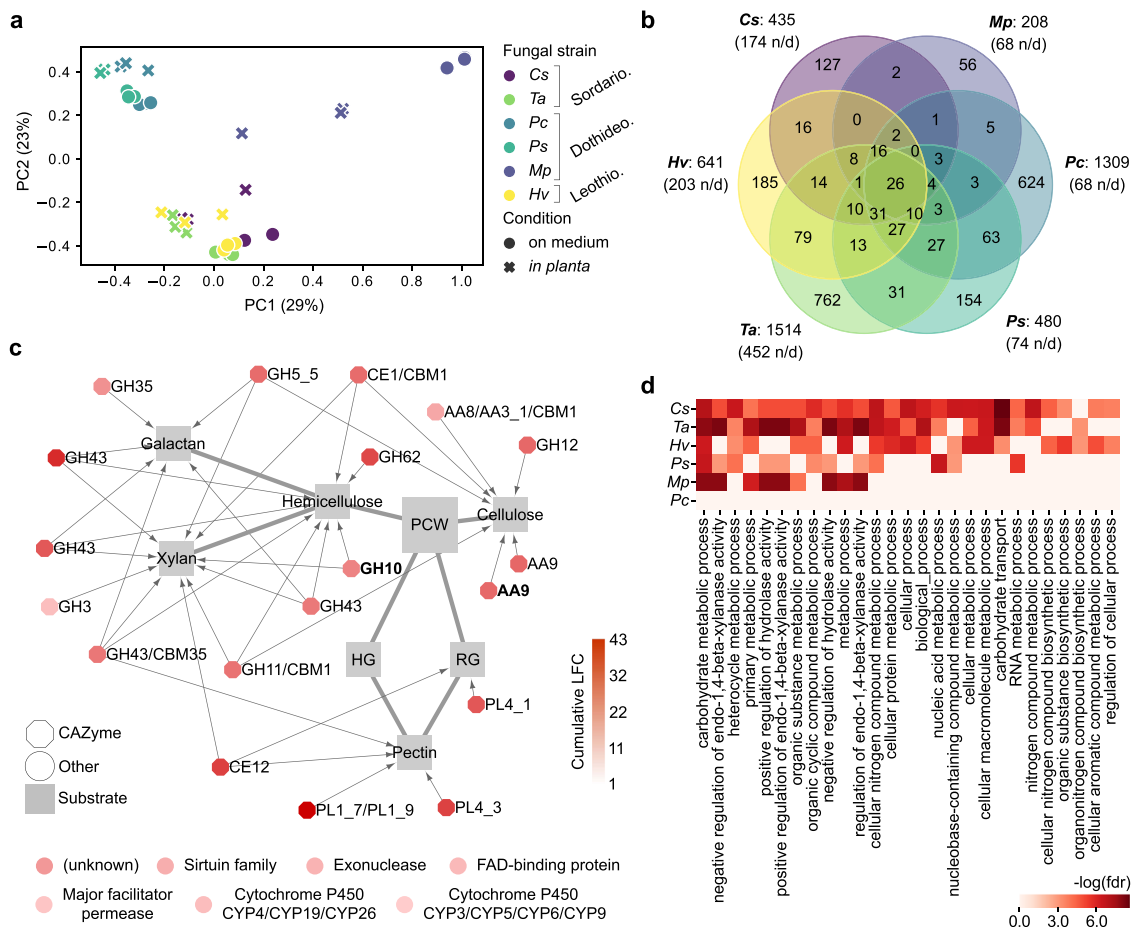 a
PC2 (23%)
0.4
0.2
0.0
−0.2
−0.4
−0.4
−0.2
0.0
0.2
0.4
0.6
0.8
1.0
PC1 (29%)
Fungal strain
Cs
Ta
Pc
Ps
Mp
Hv
Sordario.
Dothideo.
Leothio.
Condition
on medium
in planta
b
Cs: 435
(174 n/d)
Mp: 208
(68 n/d)
Hv: 641
(203 n/d)
Pc: 1309
(68 n/d)
Ta: 1514
(452 n/d)
Ps: 480
(74 n/d)
127
2
56
16
0
1
5
2
16
0
3
8
185
14
1
26
4
3
624
10
31
10
3
79
13
27
27
63
762
31
154
c
GH35
GH5_5
CE1/CBM1
AA8/AA3_1/CBM1
Galactan
GH12
GH43
GH62
Hemicellulose
Cellulose
PCW
GH43
Xylan
GH10
AA9
AA9
GH3
GH43
GH43/CBM35
GH11/CBM1
HG
RG
PL4_1
Pectin
CE12
PL1_7/PL1_9
PL4_3
CAZyme
Other
Substrate
Cumulative LFC
43
32
22
11
1
(unknown)
Sirtuin family
Exonuclease
FAD-binding protein
Major facilitator
permease
Cytochrome P450
CYP4/CYP19/CYP26
Cytochrome P450
CYP3/CYP5/CYP6/CYP9
d
Cs
Ta
Hv
Ps
Mp
Pc
carbohydrate metabolic process
negative regulation of endo-1,4-beta-xylanase activity
heterocycle metabolic process
primary metabolic process
positive regulation of hydrolase activity
positive regulation of endo-1,4-beta-xylanase activity
organic substance metabolic process
organic cyclic compound metabolic process
negative regulation of hydrolase activity
metabolic process
regulation of endo-1,4-beta-xylanase activity
cellular nitrogen compound metabolic process
cellular protein metabolic process
cellular process
biological_process
nucleic acid metabolic process
nucleobase-containing compound metabolic process
cellular metabolic process
cellular macromolecule metabolic process
carbohydrate transport
RNA metabolic process
nitrogen compound metabolic process
cellular nitrogen compound biosynthetic process
organic substance biosynthetic process
organonitrogen compound biosynthetic process
cellular aromatic compound metabolic process
regulation of cellular process
-log(fdr)
0.0
6.0